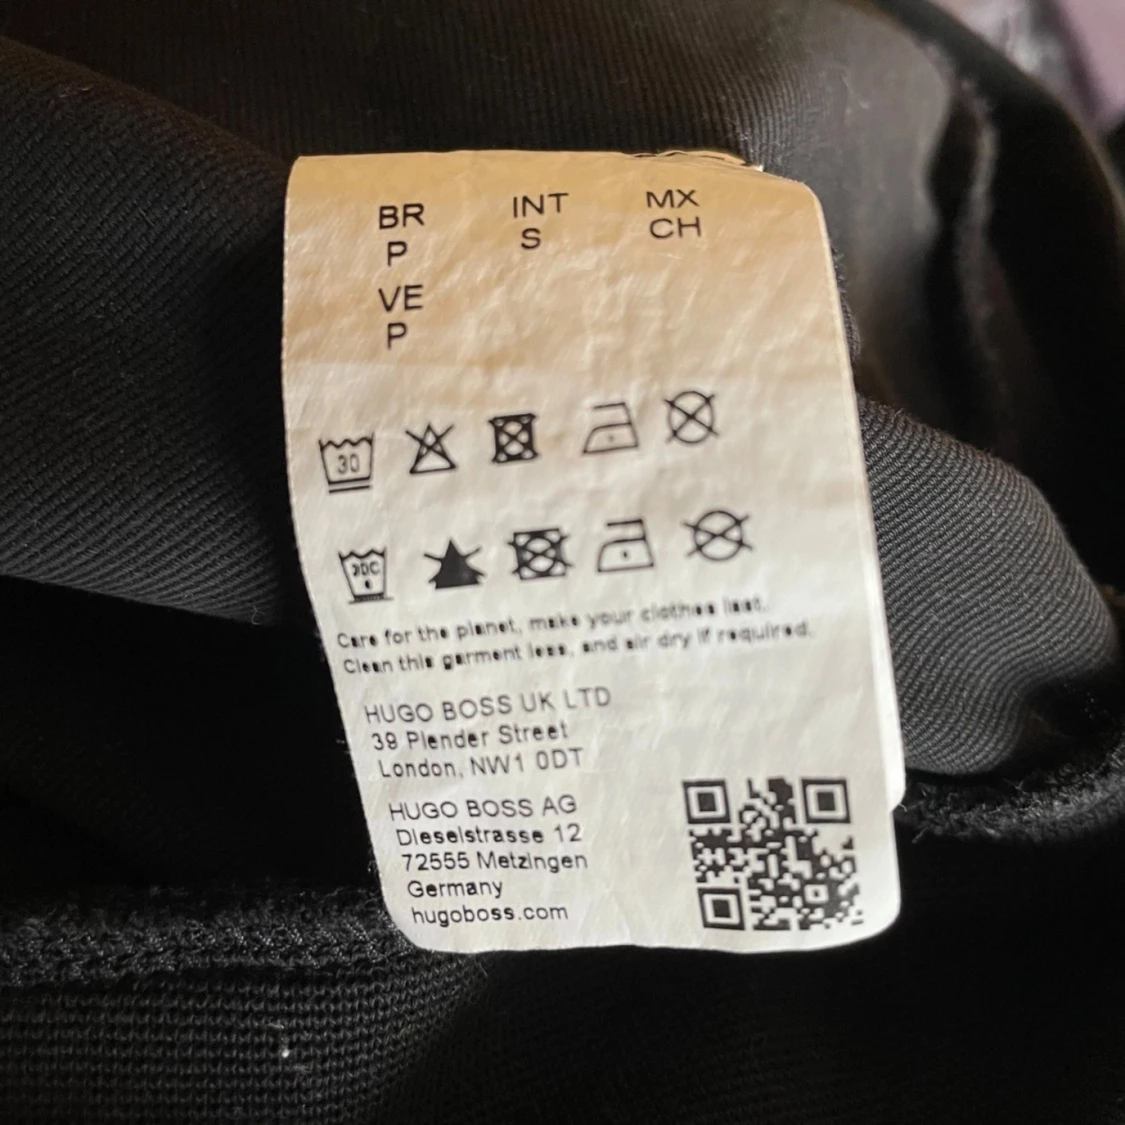 BR INT MX
P S CH
VE
P
30
30C
Care for the planet, make your clothes last.
Clean this garment less, and air dry if required.
HUGO BOSS UK LTD
39 Plender Street
London, NW1 0DT
HUGO BOSS AG
Dieselstrasse 12
72555 Metzingen
Germany
hugoboss.com